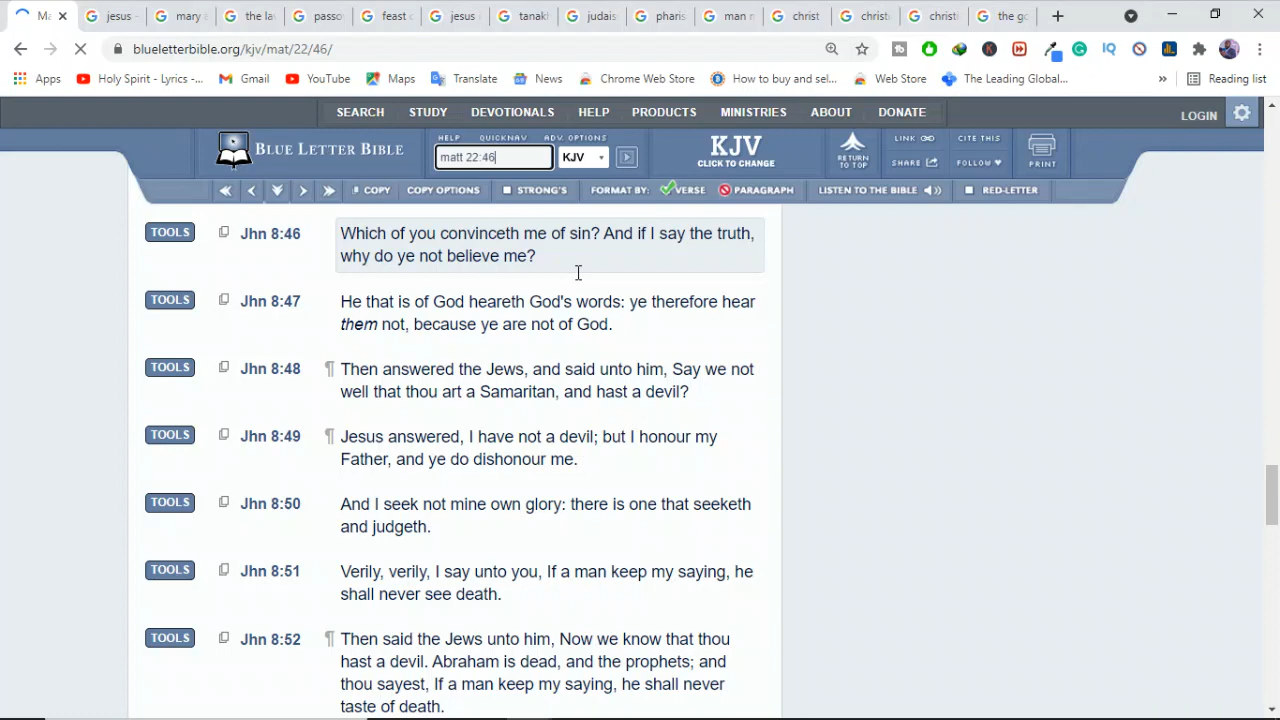 Ma
jesus -
mary a
the la
passo
feast o
jesus r
tanakh
judais
pharis
man n
christ
christ
christ
the go
blueletterbible.org/kjv/mat/22/46/
Apps
Holy Spirit - Lyrics -...
Gmail
YouTube
Maps
Translate
News
Chrome Web Store
How to buy and sel...
Web Store
The Leading Global...
»
Reading list
SEARCH STUDY DEVOTIONALS HELP PRODUCTS MINISTRIES ABOUT DONATE
LOGIN
BLUE LETTER BIBLE
HELP QUICKNAV ADV. OPTIONS
matt 22:46
KJV
KJV
CLICK TO CHANGE
RETURN
TO TOP
LINK
CITE THIS
SHARE
FOLLOW
PRINT
COPY COPY OPTIONS STRONG'S FORMAT BY: VERSE PARAGRAPH LISTEN TO THE BIBLE RED-LETTER
TOOLS Jhn 8:46 Which of you convinceth me of sin? And if I say the truth,
why do ye not believe me?
TOOLS Jhn 8:47 He that is of God heareth God's words: ye therefore hear
them not, because ye are not of God.
TOOLS Jhn 8:48 ¶ Then answered the Jews, and said unto him, Say we not
well that thou art a Samaritan, and hast a devil?
TOOLS Jhn 8:49 ¶ Jesus answered, I have not a devil; but I honour my
Father, and ye do dishonour me.
TOOLS Jhn 8:50 And I seek not mine own glory: there is one that seeketh
and judgeth.
TOOLS Jhn 8:51 Verily, verily, I say unto you, If a man keep my saying, he
shall never see death.
TOOLS Jhn 8:52 ¶ Then said the Jews unto him, Now we know that thou
hast a devil. Abraham is dead, and the prophets; and
thou sayest, If a man keep my saying, he shall never
taste of death.